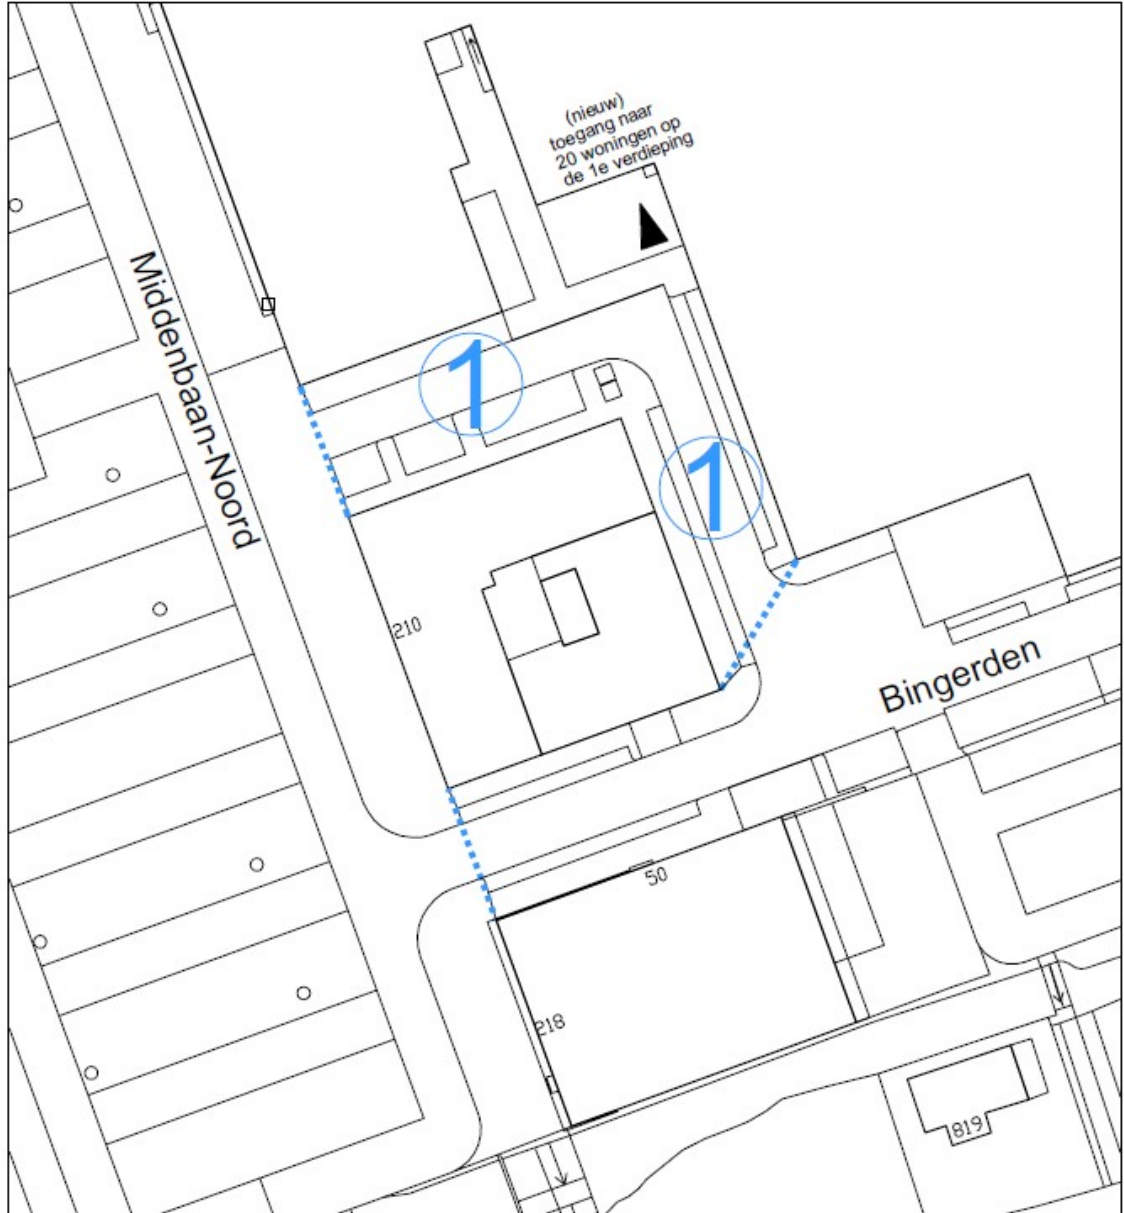 (nieuw)
toegang naar
20 woningen op
de 1e verdieping
Middenbaan-Noord
1
1
210
Bingerden
50
218
819